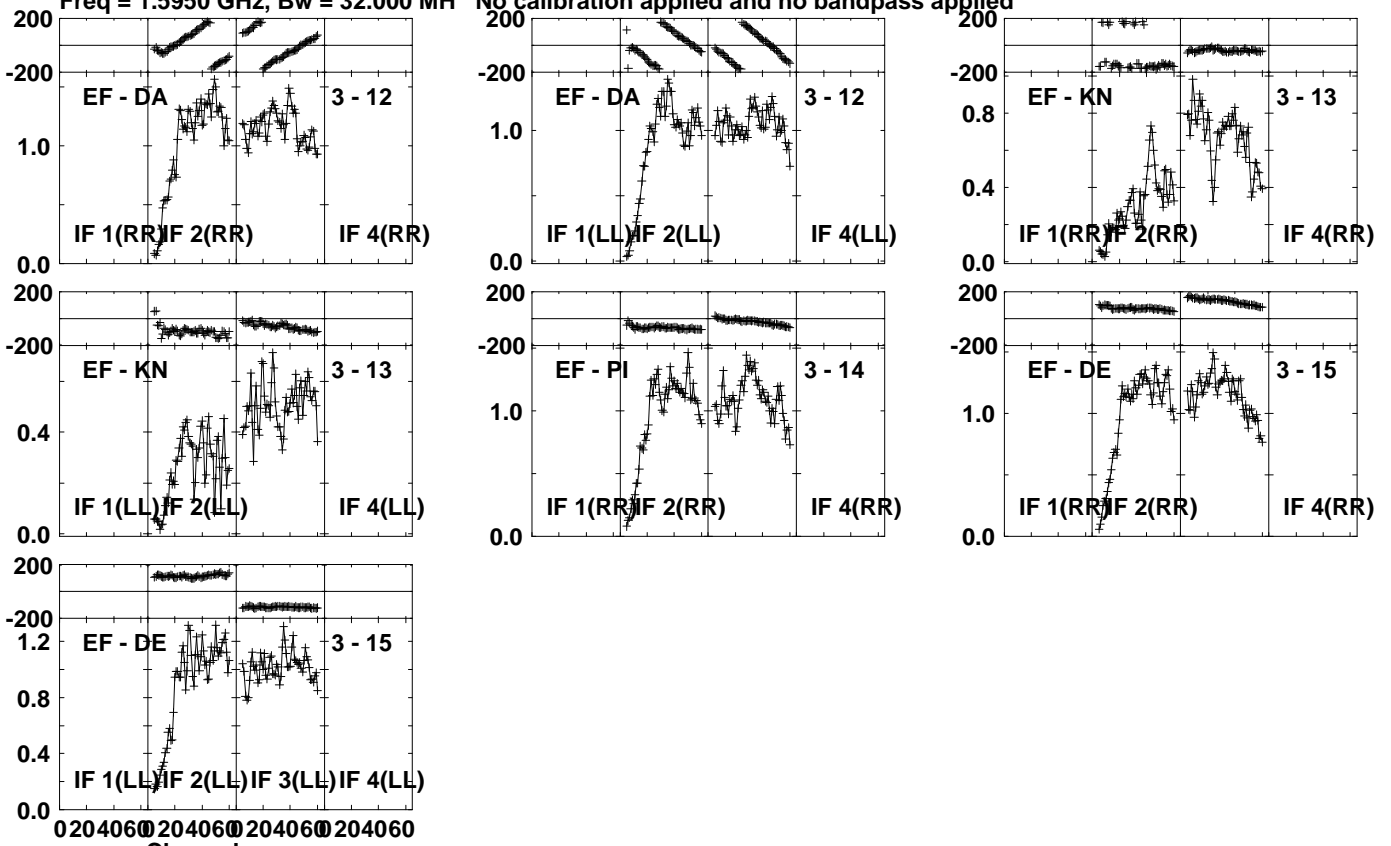 Freq = 1.5950 GHz, Bw = 32.000 MH No calibration applied and no bandpass applied
200
-200
EF - DA
3 - 12
1.0
IF 1(RR)
IF 2(RR)
IF 4(RR)
0.0
200
-200
EF - DA
3 - 12
1.0
IF 1(LL)
IF 2(LL)
IF 4(LL)
0.0
200
-200
EF - KN
3 - 13
0.8
0.4
IF 1(RR)
IF 2(RR)
IF 4(RR)
0.0
200
-200
EF - KN
3 - 13
0.4
IF 1(LL)
IF 2(LL)
IF 4(LL)
0.0
200
-200
EF - PI
3 - 14
1.0
IF 1(RR)
IF 2(RR)
IF 4(RR)
0.0
200
-200
EF - DE
3 - 15
1.0
IF 1(RR)
IF 2(RR)
IF 4(RR)
0.0
200
-200
EF - DE
3 - 15
1.2
0.8
0.4
IF 1(LL)
IF 2(LL)
IF 3(LL)
IF 4(LL)
0.0
0 20 40 60 0 20 40 60 0 20 40 60 0 20 40 60